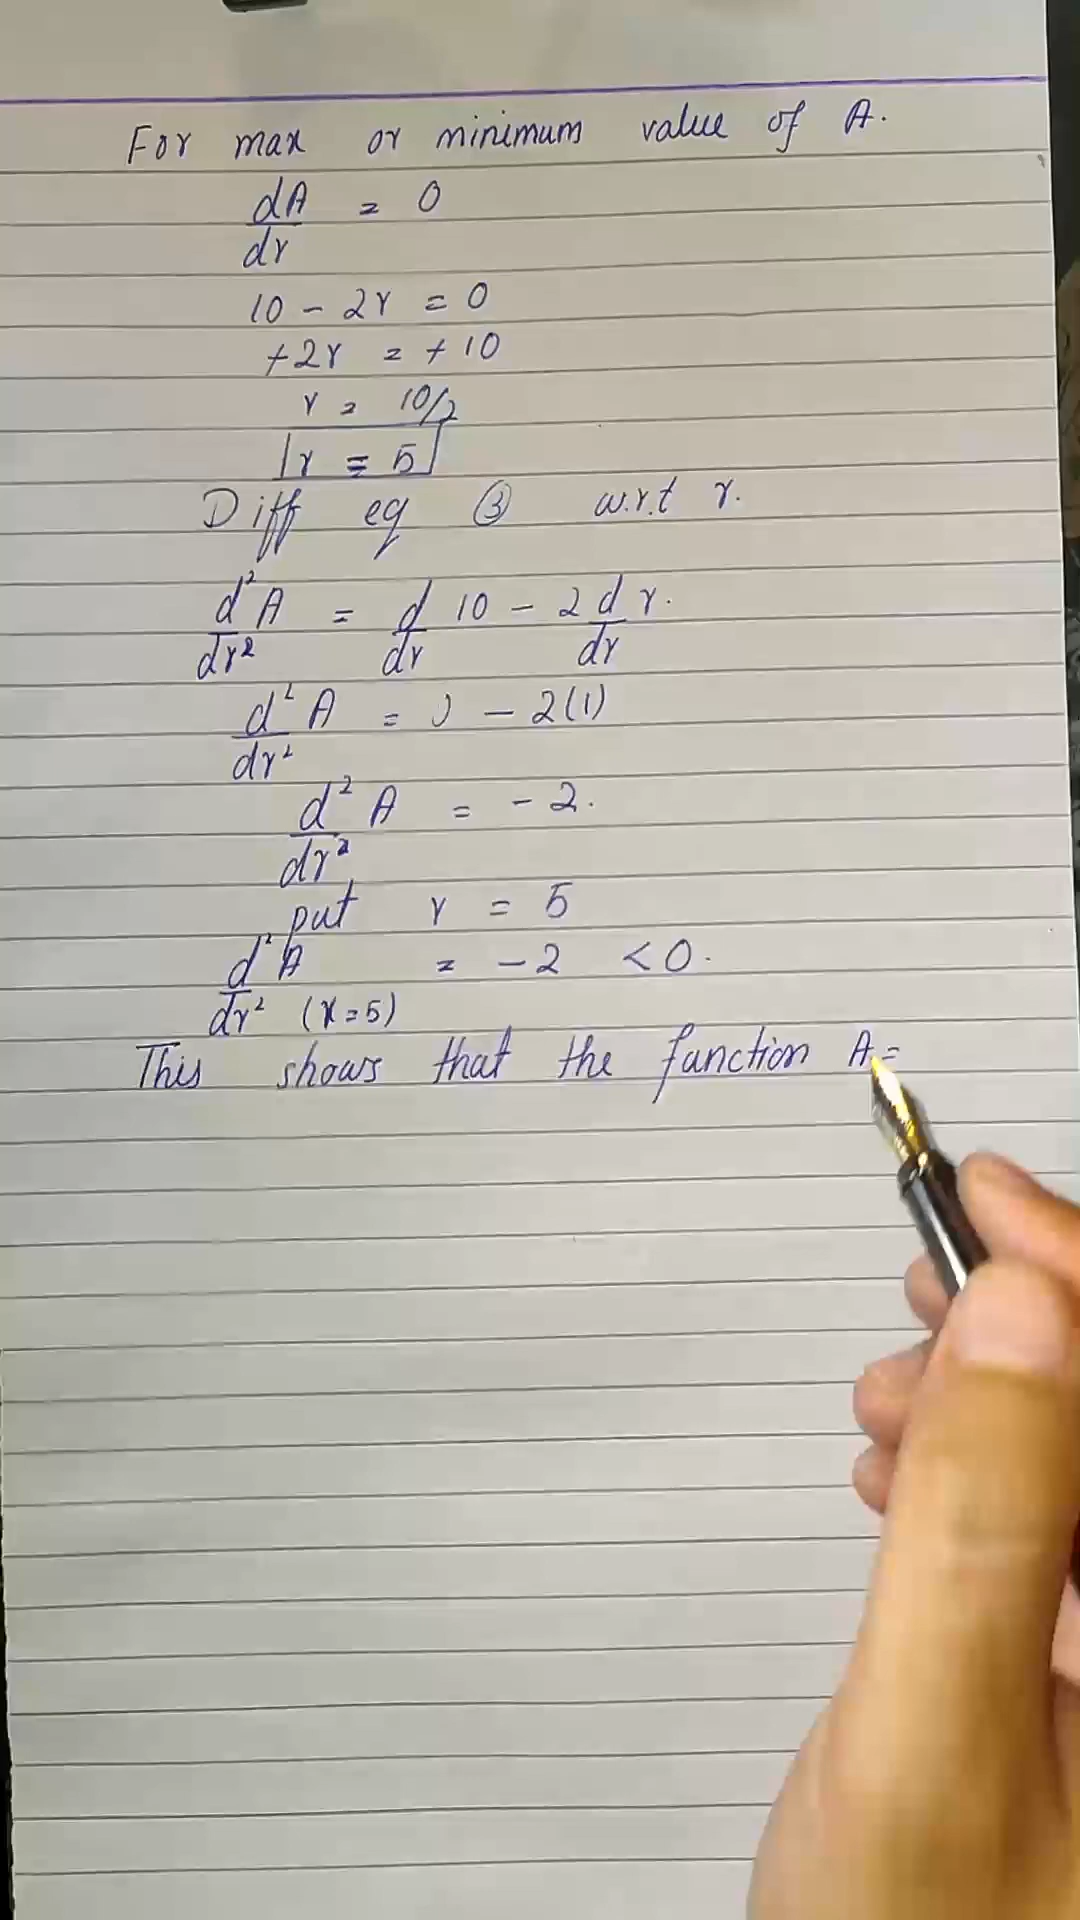 For max or minimum value of A.
dA/dr = 0
10 - 2r = 0
+2r = +10
r = 10/2
r = 5
Diff eq ③ w.r.t r.
d²A/dr² = d/dr 10 - 2 d/dr r.
d²A/dr² = 0 - 2(1)
d²A/dr² = -2.
put r = 5
d²A/dr² (r=5) = -2 < 0.
This shows that the function A =